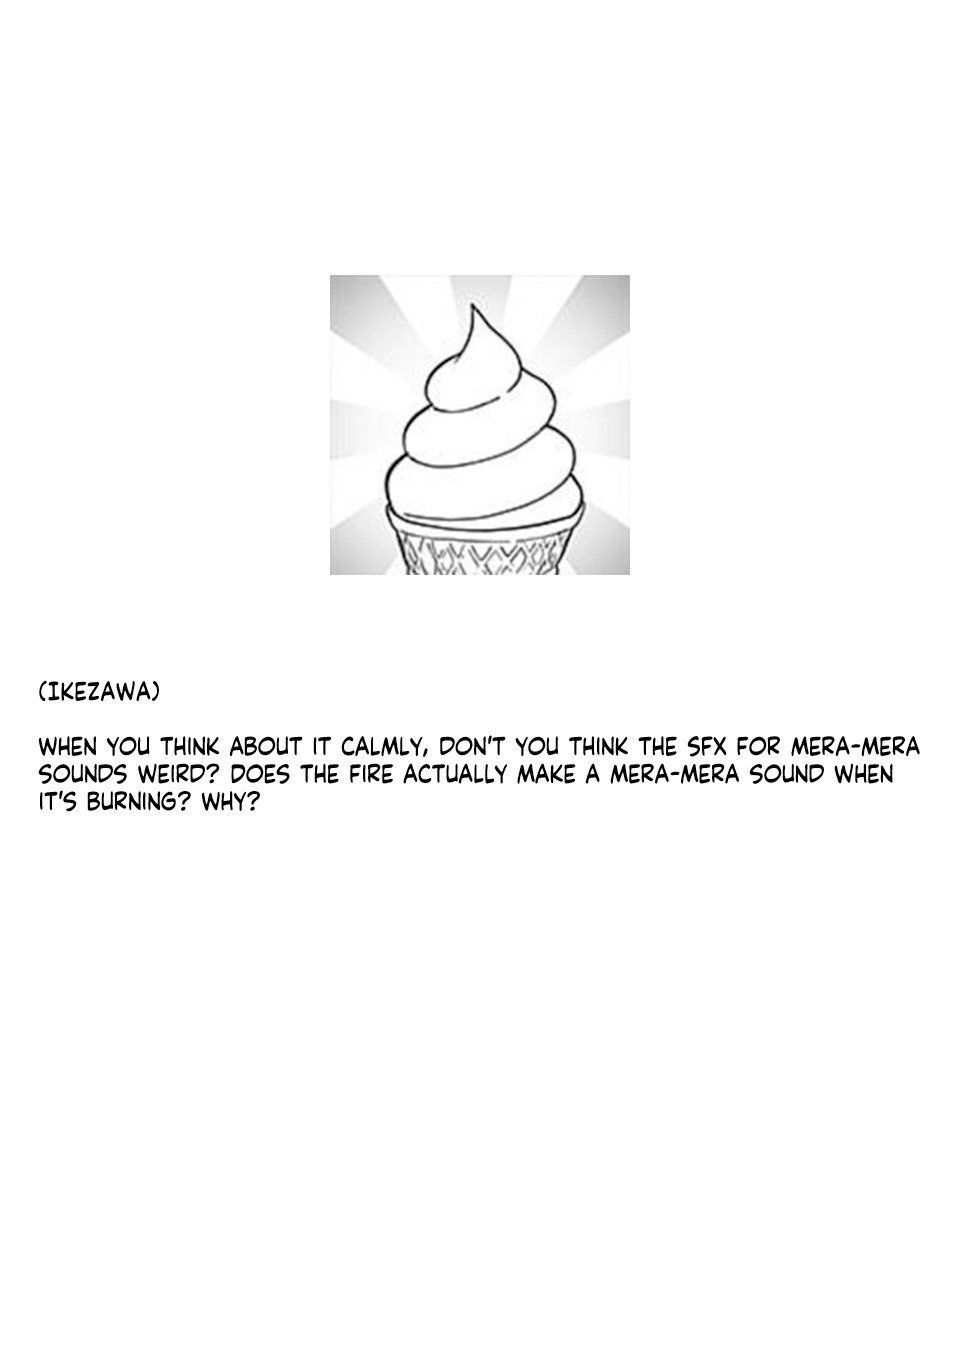 (IKEZAWA)
WHEN YOU THINK ABOUT IT CALMLY, DON'T YOU THINK THE SFX FOR MERA-MERA
SOUNDS WEIRD? DOES THE FIRE ACTUALLY MAKE A MERA-MERA SOUND WHEN
IT'S BURNING? WHY?